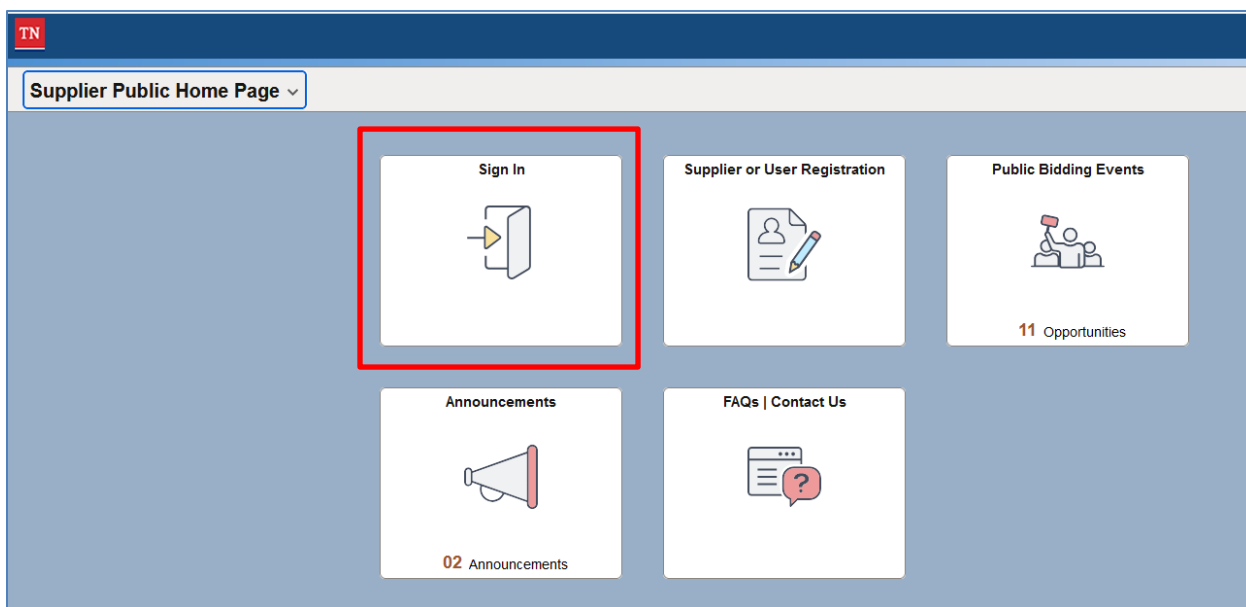 TN
Supplier Public Home Page
Sign In
Supplier or User Registration
Public Bidding Events
11 Opportunities
Announcements
FAQs | Contact Us
?
02 Announcements